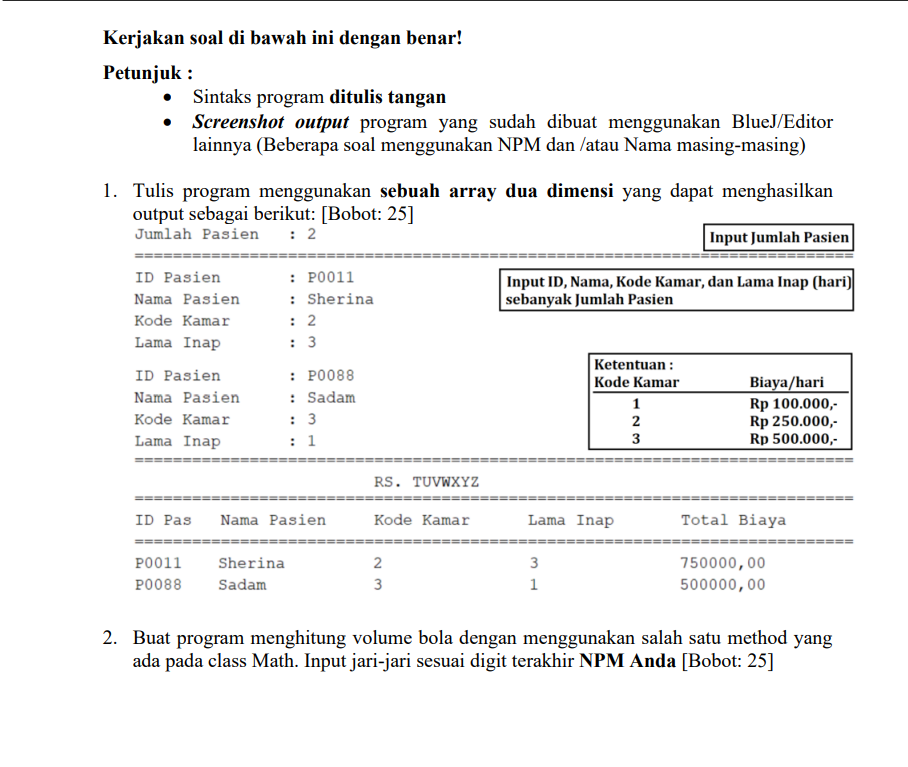 Kerjakan soal di bawah ini dengan benar!
Petunjuk :
• Sintaks program ditulis tangan
• Screenshot output program yang sudah dibuat menggunakan BlueJ/Editor
lainnya (Beberapa soal menggunakan NPM dan /atau Nama masing-masing)
1. Tulis program menggunakan sebuah array dua dimensi yang dapat menghasilkan
output sebagai berikut: [Bobot: 25]
Jumlah Pasien : 2
Input Jumlah Pasien
===========================================================================
ID Pasien : P0011
Nama Pasien : Sherina
Kode Kamar : 2
Lama Inap : 3
Input ID, Nama, Kode Kamar, dan Lama Inap (hari)
sebanyak Jumlah Pasien
ID Pasien : P0088
Nama Pasien : Sadam
Kode Kamar : 3
Lama Inap : 1
Ketentuan :
Kode Kamar Biaya/hari
1 Rp 100.000,-
2 Rp 250.000,-
3 Rp 500.000,-
===========================================================================
RS. TUVWXYZ
===========================================================================
ID Pas Nama Pasien Kode Kamar Lama Inap Total Biaya
===========================================================================
P0011 Sherina 2 3 750000,00
P0088 Sadam 3 1 500000,00
2. Buat program menghitung volume bola dengan menggunakan salah satu method yang
ada pada class Math. Input jari-jari sesuai digit terakhir NPM Anda [Bobot: 25]